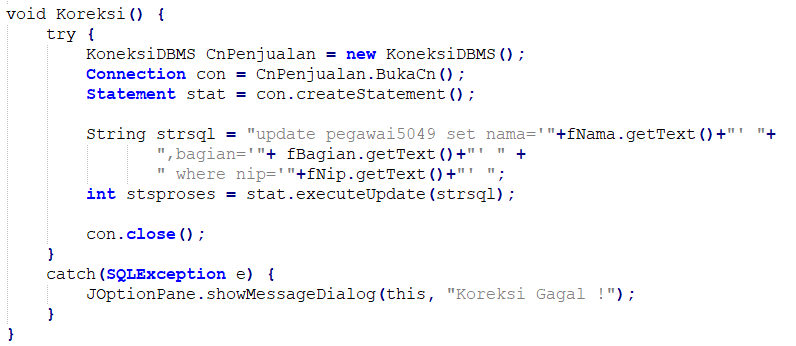 void Koreksi() {
    try {
        KoneksiDBMS CnPenjualan = new KoneksiDBMS();
        Connection con = CnPenjualan.BukaCn();
        Statement stat = con.createStatement();

        String strsql = "update pegawai5049 set nama='"+fNama.getText()+"' "+
               ",bagian='"+ fBagian.getText()+"' " +
               " where nip='"+fNip.getText()+"' ";
        int stsproses = stat.executeUpdate(strsql);

        con.close();
    }
    catch(SQLException e) {
        JOptionPane.showMessageDialog(this, "Koreksi Gagal !");
    }
}